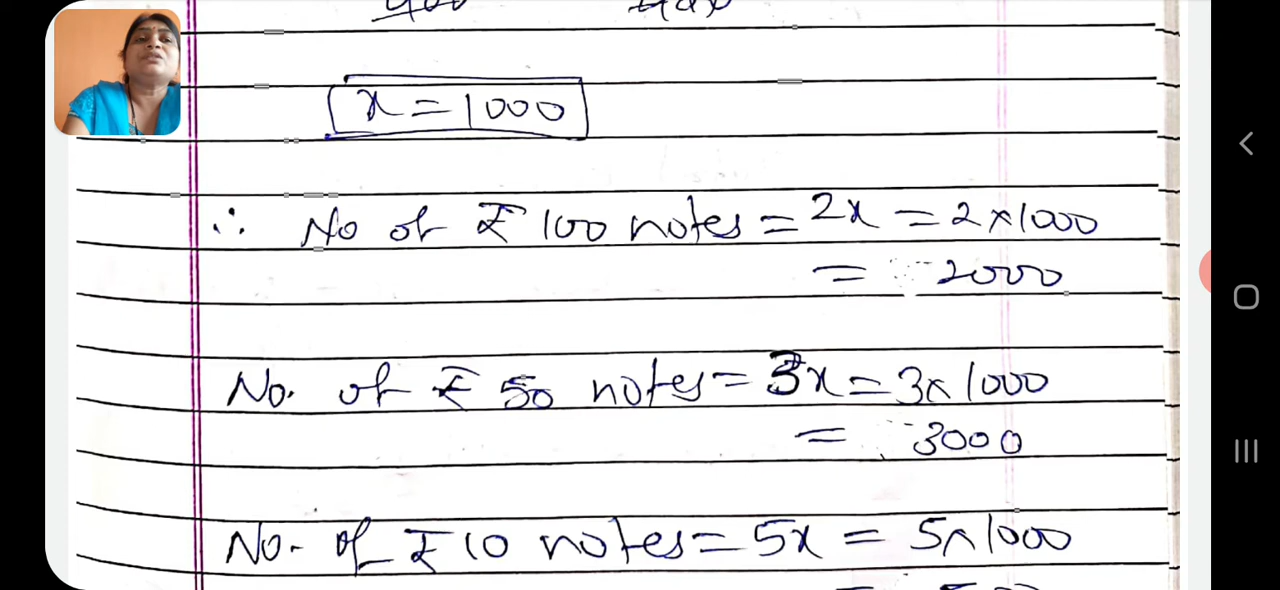 x = 1000
∴ No of ₹ 100 notes = 2x = 2×1000
= 2000
No. of ₹ 50 notes = 3x = 3×1000
= 3000
No. of ₹ 10 notes = 5x = 5×1000